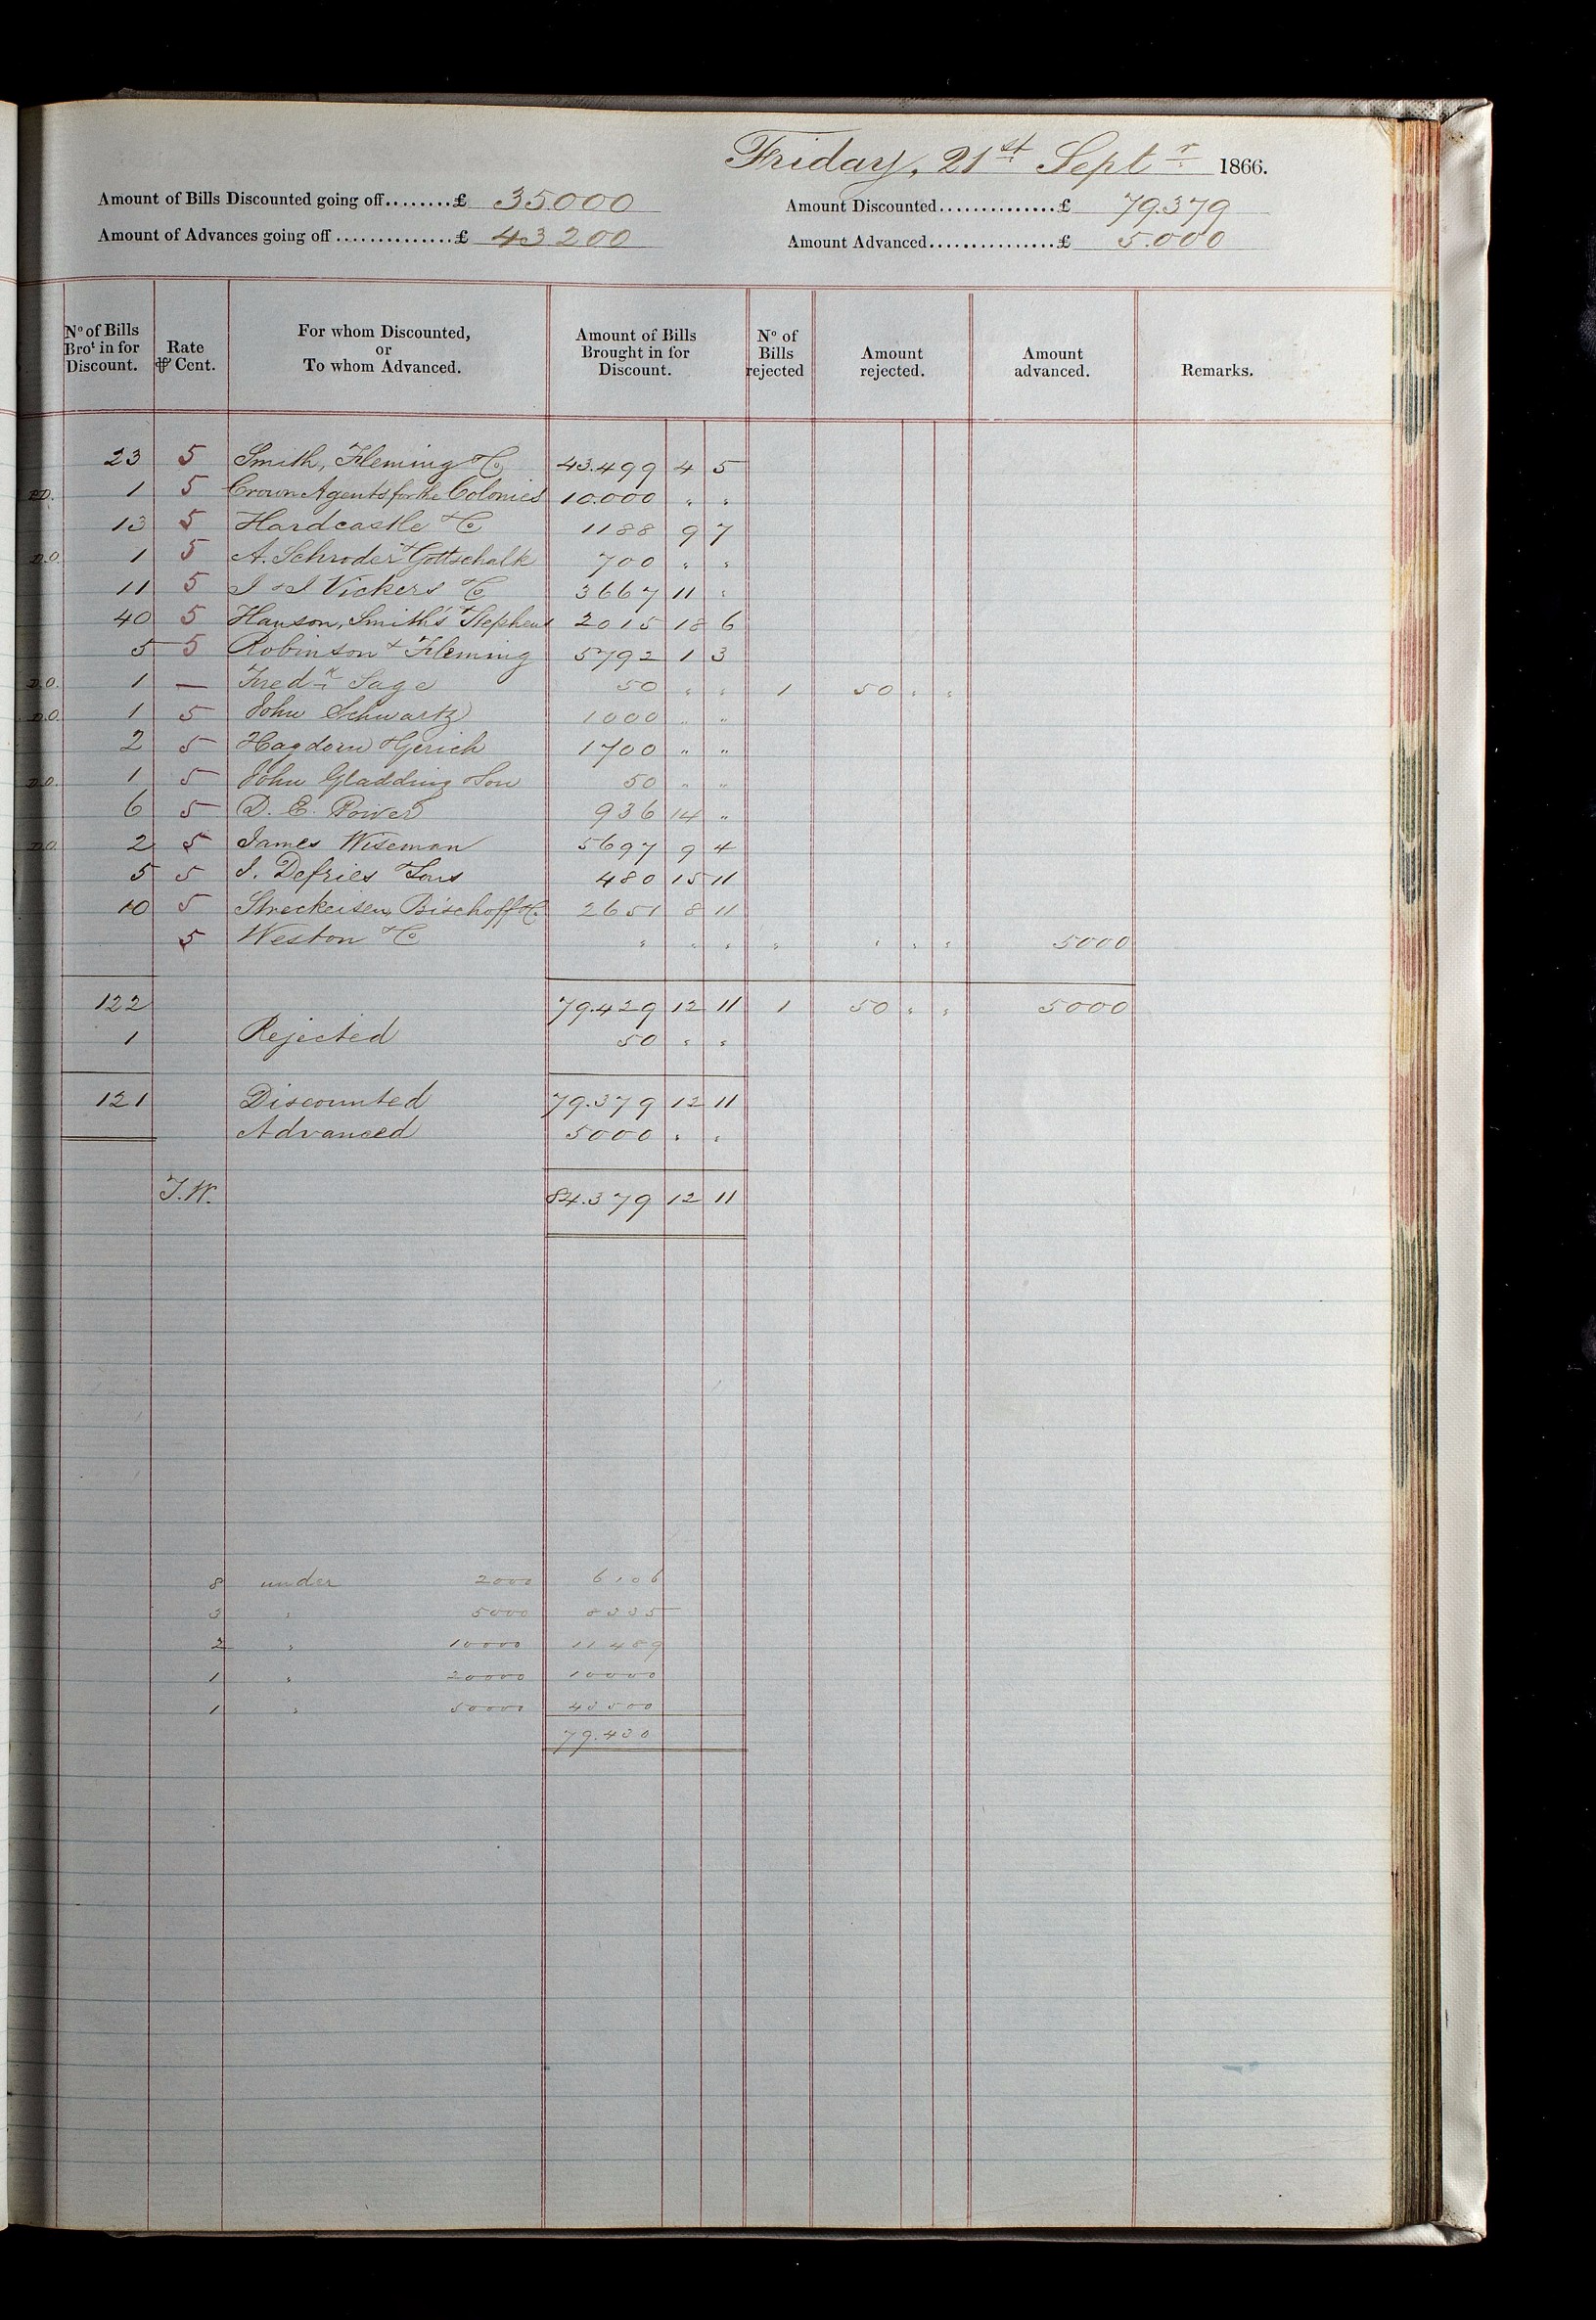 Friday, 21st Septr 1866.
Amount of Bills Discounted going off........£ 35000
Amount Discounted..............£ 79.379
Amount of Advances going off..............£ 43200
Amount Advanced...............£ 5.000
No of Bills Brot in for Discount. Rate ⅌ Cent. For whom Discounted, or To whom Advanced. Amount of Bills Brought in for Discount. No of Bills rejected Amount rejected. Amount advanced. Remarks.
23 5 Smith, Fleming & Co 43.499 4 5
1 5 Crown Agents for the Colonies 10.000 " "
13 5 Hardcastle & Co 1188 9 7
D.O. 1 5 A. Schroder & Gottschalk 700 " "
11 5 I & I Vickers & Co 3667 11 "
40 5 Hanson, Smith's & Stephens 2015 18 6
5 5 Robinson & Fleming 5792 1 3
D.O. 1 — Fredk Sage 50 " " 1 50 " "
D.O. 1 5 John Schwartz 1000 " "
2 5 Hagdorn & Gerich 1700 " "
D.O. 1 5 John Gladding & Son 50 " "
6 5 D. E. Power 936 14 "
D.O. 2 5 James Wiseman 5697 9 4
5 5 I. Defries & Sons 480 15 11
10 5 Streckeisen, Bischoff & Co 2651 8 11
5 Weston & Co " " " " " " " 5000
122 79.429 12 11 1 50 " " 5000
1 Rejected 50 " "
121 Discounted 79.379 12 11
Advanced 5000 " "
J.W. 84.379 12 11
8 under 2000 6106
3 " 5000 8335
2 " 10000 11489
1 " 20000 10000
1 " 50000 43500
79.430